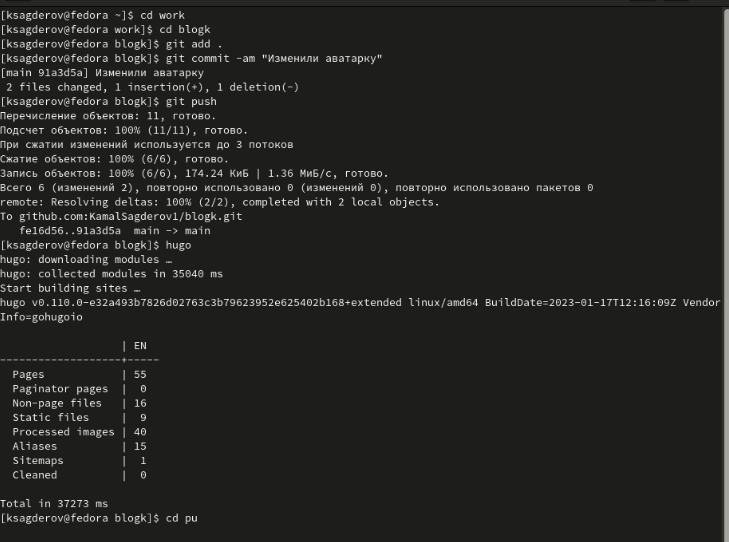 [ksagderov@fedora ~]$ cd work
[ksagderov@fedora work]$ cd blogk
[ksagderov@fedora blogk]$ git add .
[ksagderov@fedora blogk]$ git commit -am "Изменили аватарку"
[main 91a3d5a] Изменили аватарку
 2 files changed, 1 insertion(+), 1 deletion(-)
[ksagderov@fedora blogk]$ git push
Перечисление объектов: 11, готово.
Подсчет объектов: 100% (11/11), готово.
При сжатии изменений используется до 3 потоков
Сжатие объектов: 100% (6/6), готово.
Запись объектов: 100% (6/6), 174.24 КиБ | 1.36 МиБ/с, готово.
Всего 6 (изменений 2), повторно использовано 0 (изменений 0), повторно использовано пакетов 0
remote: Resolving deltas: 100% (2/2), completed with 2 local objects.
To github.com:KamalSagderov1/blogk.git
   fe16d56..91a3d5a  main -> main
[ksagderov@fedora blogk]$ hugo
hugo: downloading modules …
hugo: collected modules in 35040 ms
Start building sites …
hugo v0.110.0-e32a493b7826d02763c3b79623952e625402b168+extended linux/amd64 BuildDate=2023-01-17T12:16:09Z Vendor
Info=gohugoio
                   | EN
-------------------+-----
  Pages            | 55
  Paginator pages  |  0
  Non-page files   | 16
  Static files     |  9
  Processed images | 40
  Aliases          | 15
  Sitemaps         |  1
  Cleaned          |  0
Total in 37273 ms
[ksagderov@fedora blogk]$ cd pu